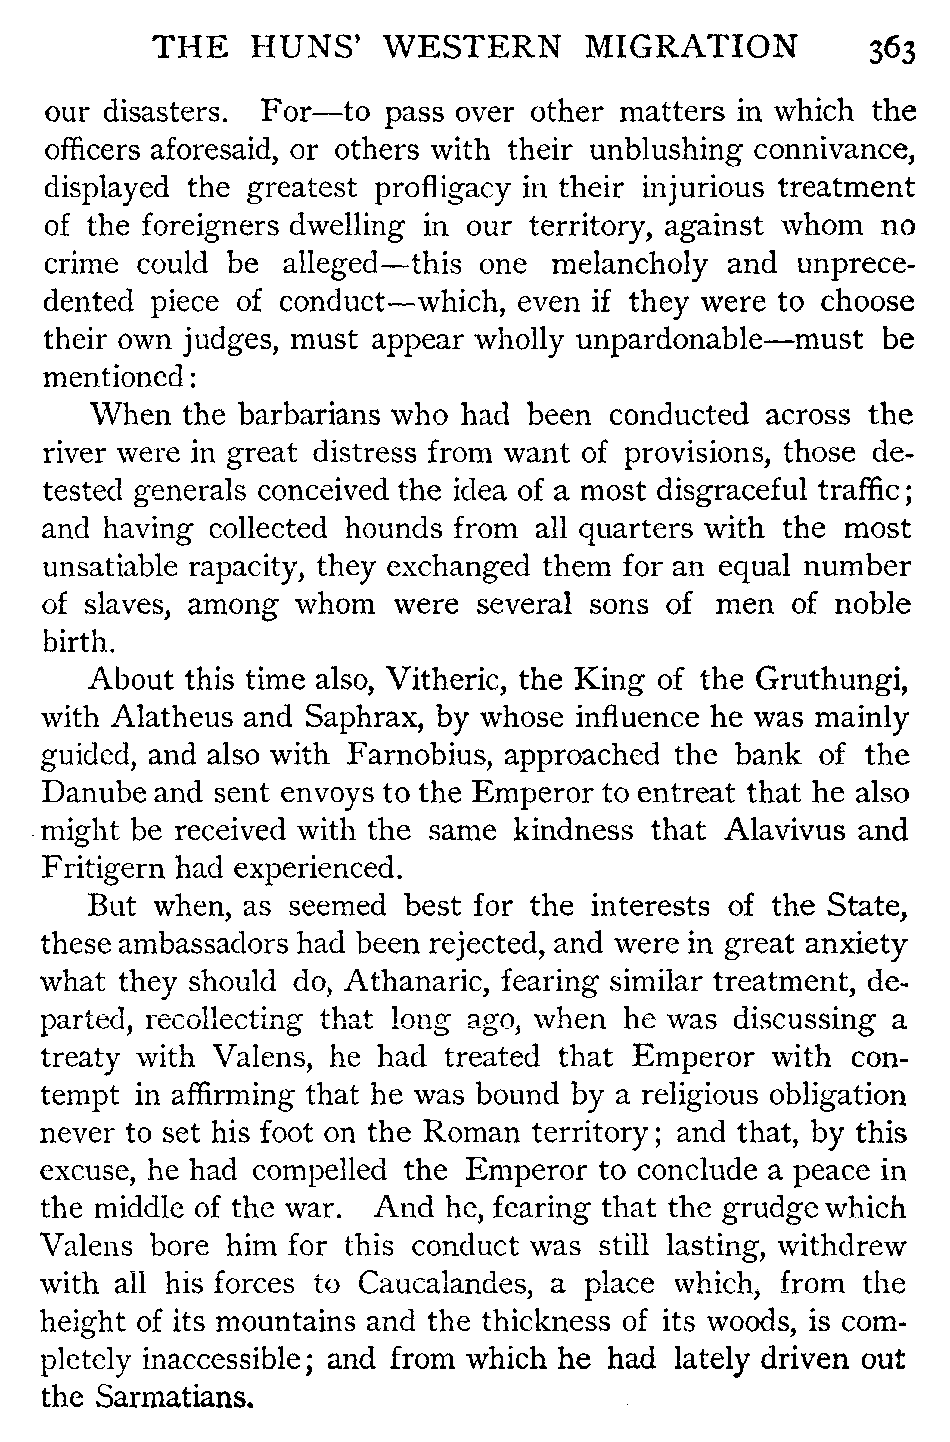 THE HUNS' WESTERN MIGRATION 363
our disasters. For—to pass over other matters in which the
officers aforesaid, or others with their unblushing connivance,
displayed the greatest profligacy in their injurious treatment
of the foreigners dwelling in our territory, against whom no
crime could be alleged—this one melancholy and unprece-
dented piece of conduct—which, even if they were to choose
their own judges, must appear wholly unpardonable—must be
mentioned:
When the barbarians who had been conducted across the
river were in great distress from want of provisions, those de-
tested generals conceived the idea of a most disgraceful traffic;
and having collected hounds from all quarters with the most
unsatiable rapacity, they exchanged them for an equal number
of slaves, among whom were several sons of men of noble
birth.
About this time also, Vitheric, the King of the Gruthungi,
with Alatheus and Saphrax, by whose influence he was mainly
guided, and also with Farnobius, approached the bank of the
Danube and sent envoys to the Emperor to entreat that he also
might be received with the same kindness that Alavivus and
Fritigern had experienced.
But when, as seemed best for the interests of the State,
these ambassadors had been rejected, and were in great anxiety
what they should do, Athanaric, fearing similar treatment, de-
parted, recollecting that long ago, when he was discussing a
treaty with Valens, he had treated that Emperor with con-
tempt in affirming that he was bound by a religious obligation
never to set his foot on the Roman territory; and that, by this
excuse, he had compelled the Emperor to conclude a peace in
the middle of the war. And he, fearing that the grudge which
Valens bore him for this conduct was still lasting, withdrew
with all his forces to Caucalandes, a place which, from the
height of its mountains and the thickness of its woods, is com-
pletely inaccessible; and from which he had lately driven out
the Sarmatians.